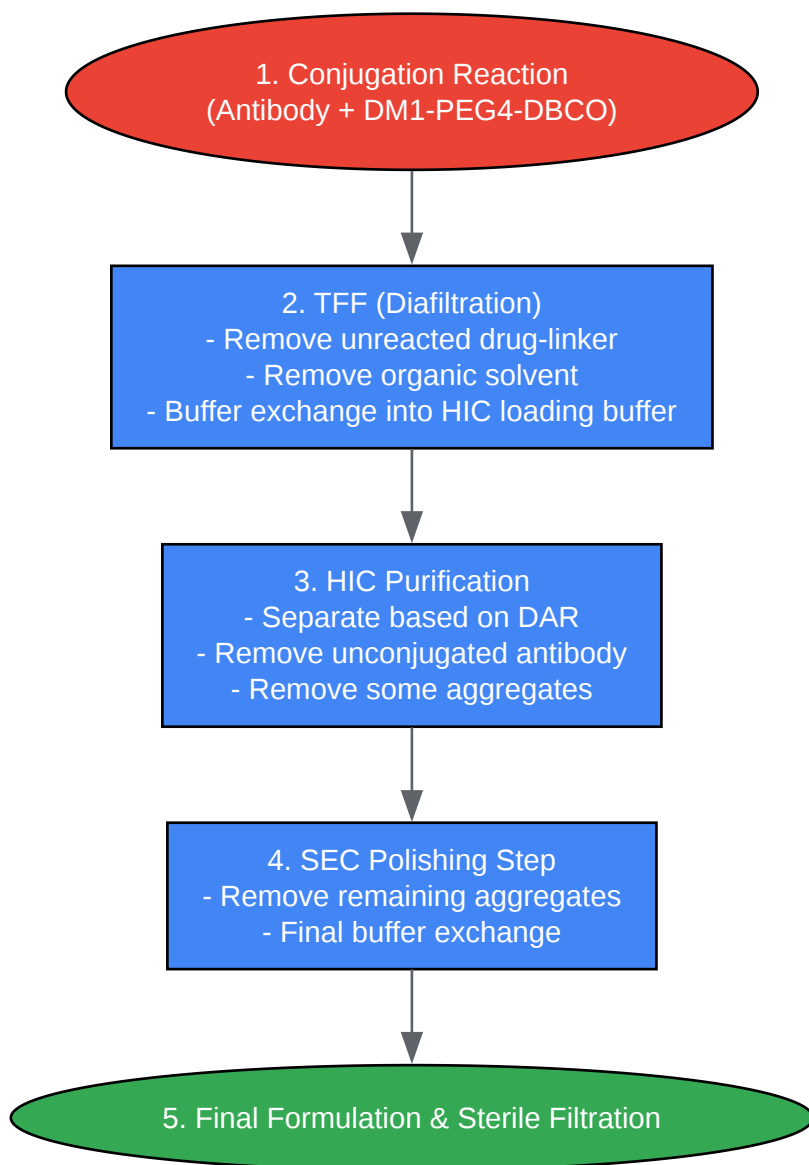 1. Conjugation Reaction
(Antibody + DM1-PEG4-DBCO)
2. TFF (Diafiltration)
- Remove unreacted drug-linker
- Remove organic solvent
- Buffer exchange into HIC loading buffer
3. HIC Purification
- Separate based on DAR
- Remove unconjugated antibody
- Remove some aggregates
4. SEC Polishing Step
- Remove remaining aggregates
- Final buffer exchange
5. Final Formulation & Sterile Filtration